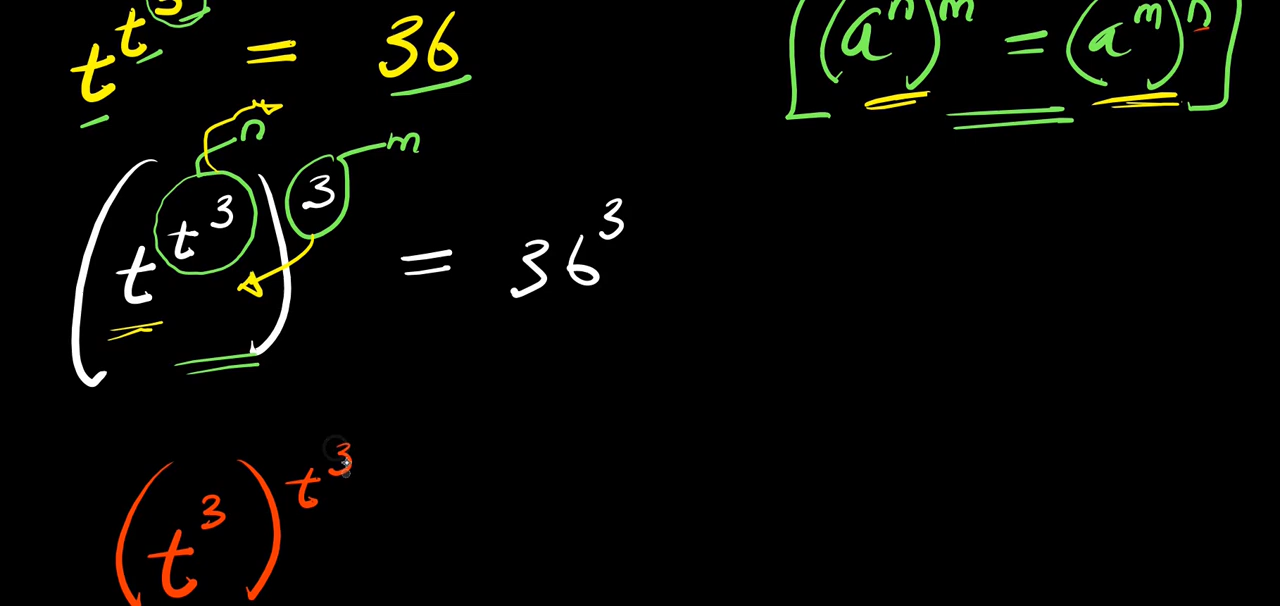 t^t^3 = 36
[(a^n)^m = (a^m)^n]
n
m
(t^t^3)^3 = 36^3
(t^3)^t^3